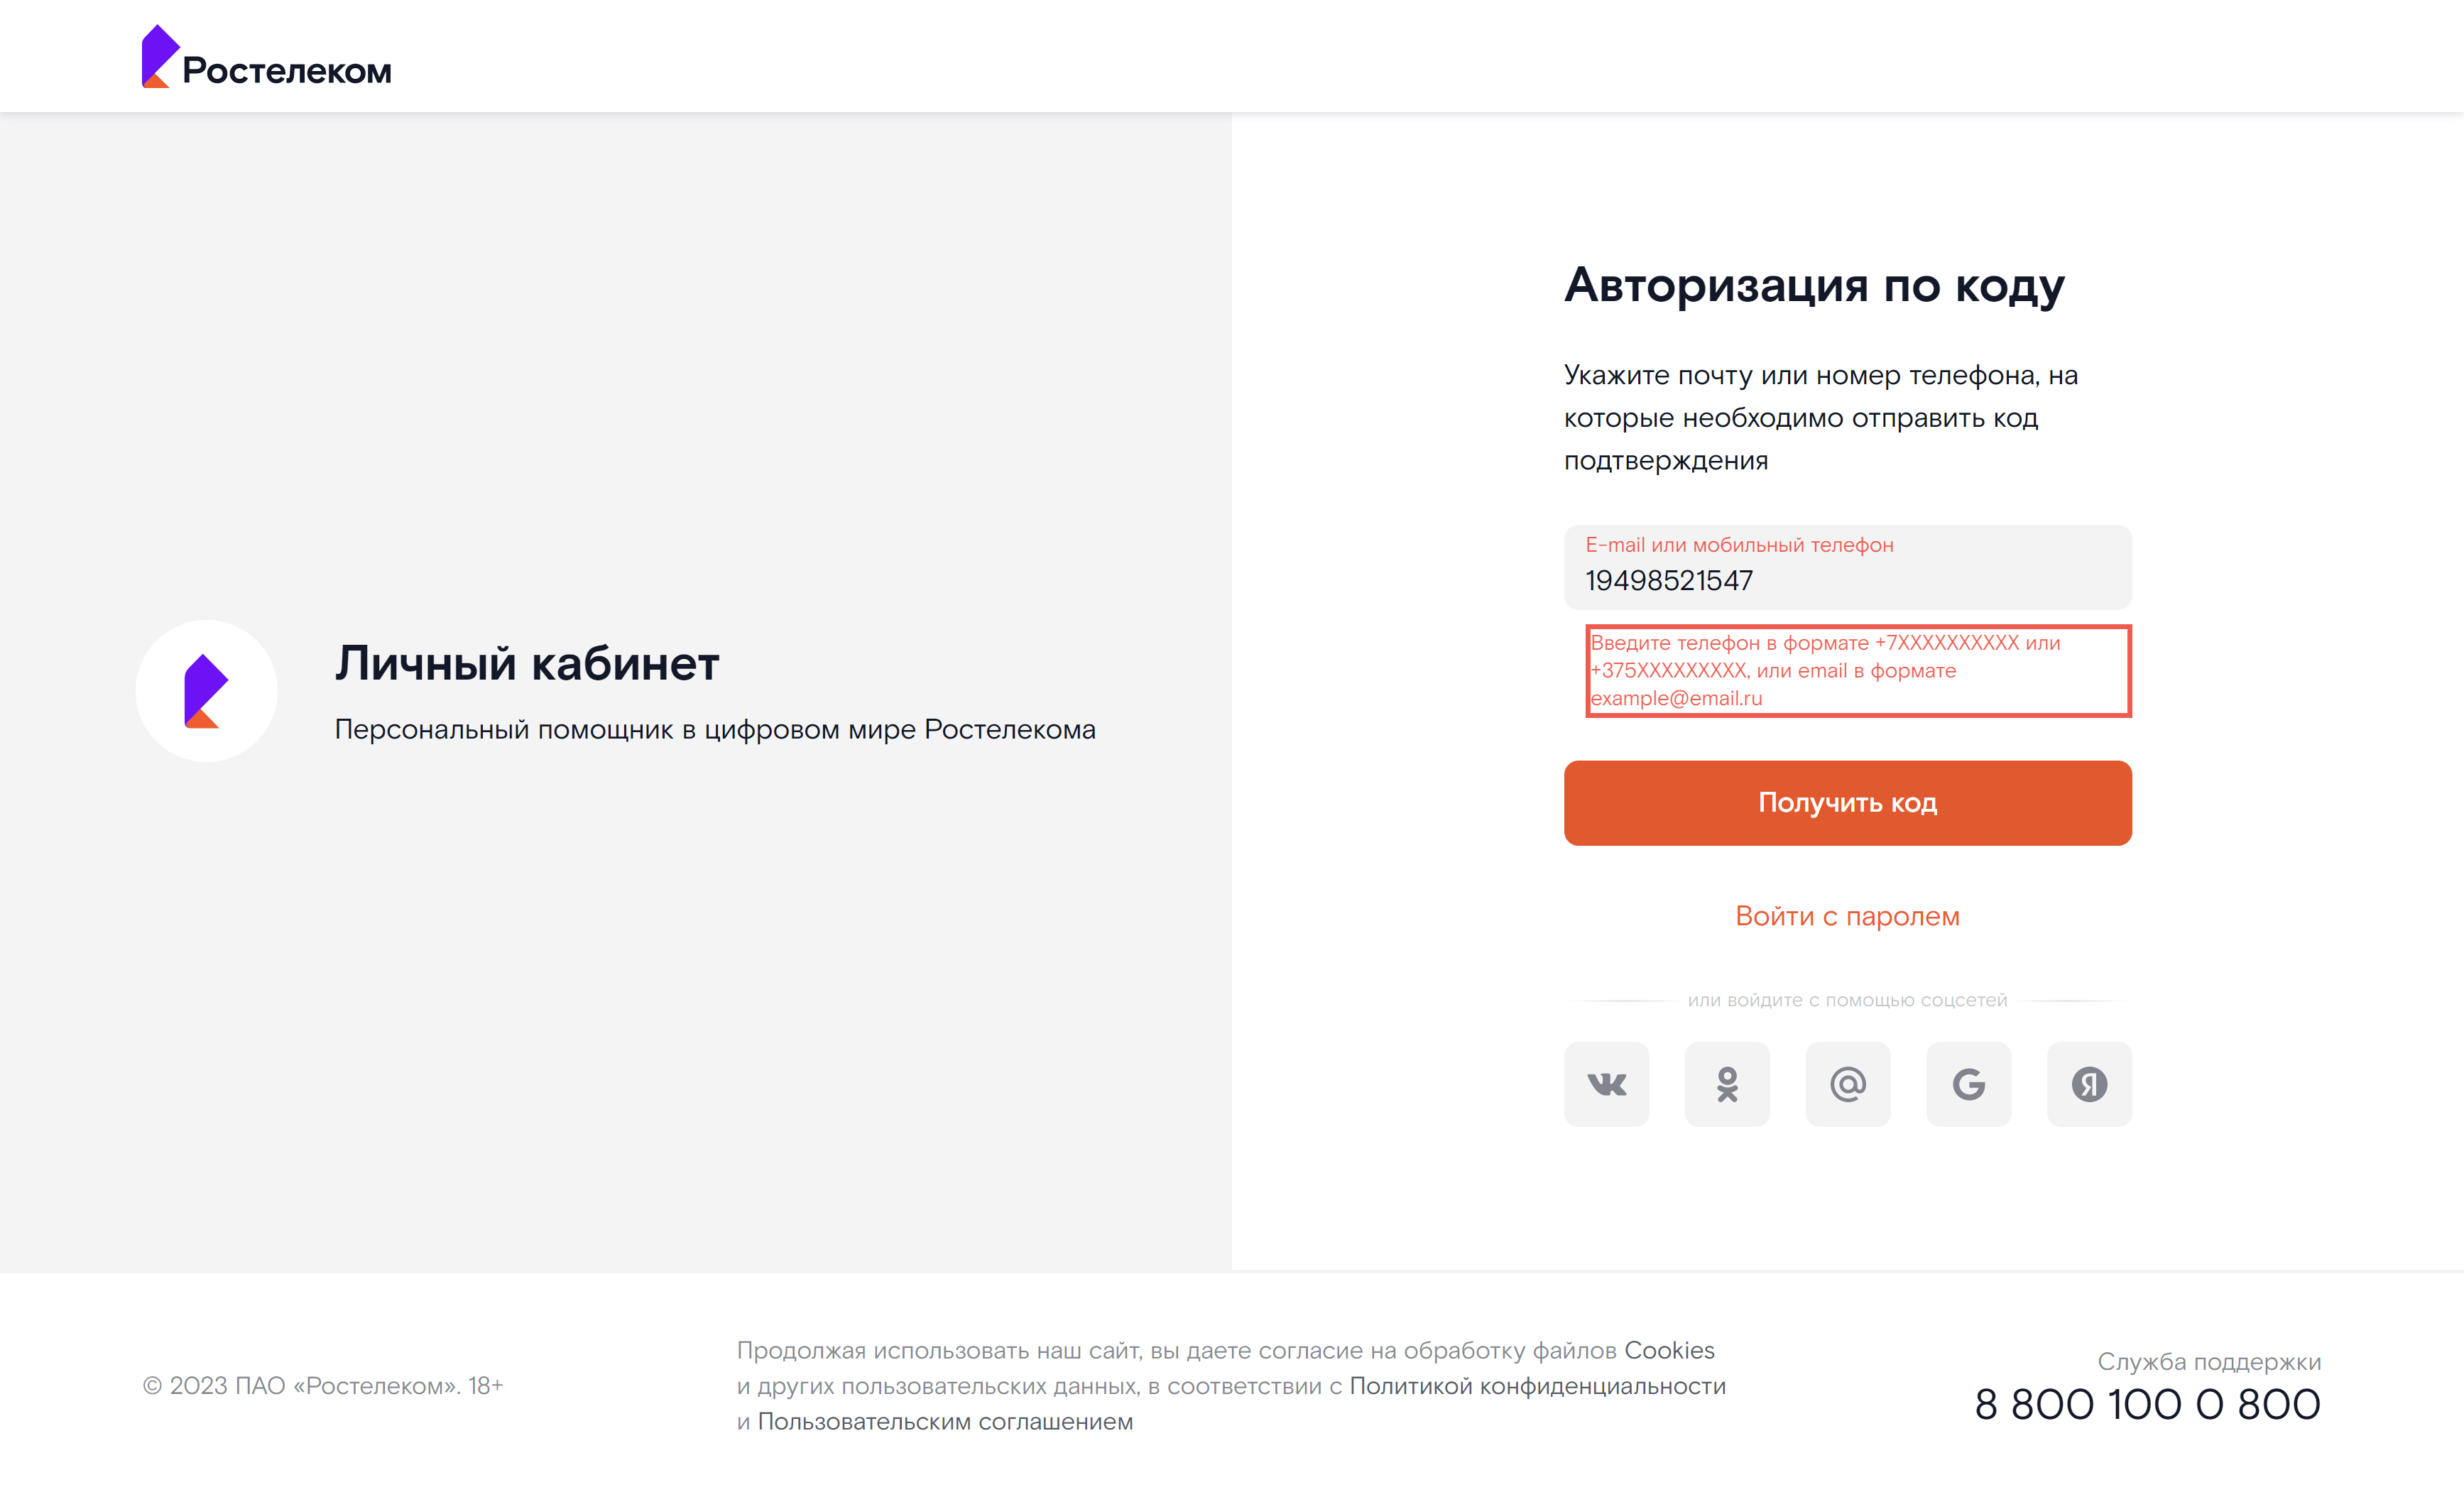 Ростелеком
Личный кабинет
Персональный помощник в цифровом мире Ростелекома
Авторизация по коду
Укажите почту или номер телефона, на
которые необходимо отправить код
подтверждения
E-mail или мобильный телефон
19498521547
Введите телефон в формате +7XXXXXXXXXX или
+375XXXXXXXXX, или email в формате
example@email.ru
Получить код
Войти с паролем
или войдите с помощью соцсетей
© 2023 ПАО «Ростелеком». 18+
Продолжая использовать наш сайт, вы даете согласие на обработку файлов Cookies
и других пользовательских данных, в соответствии с Политикой конфиденциальности
и Пользовательским соглашением
Служба поддержки
8 800 100 0 800